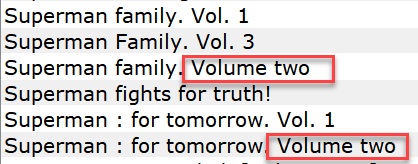 Superman family. Vol. 1
Superman Family. Vol. 3
Superman family. Volume two
Superman fights for truth!
Superman : for tomorrow. Vol. 1
Superman : for tomorrow. Volume two